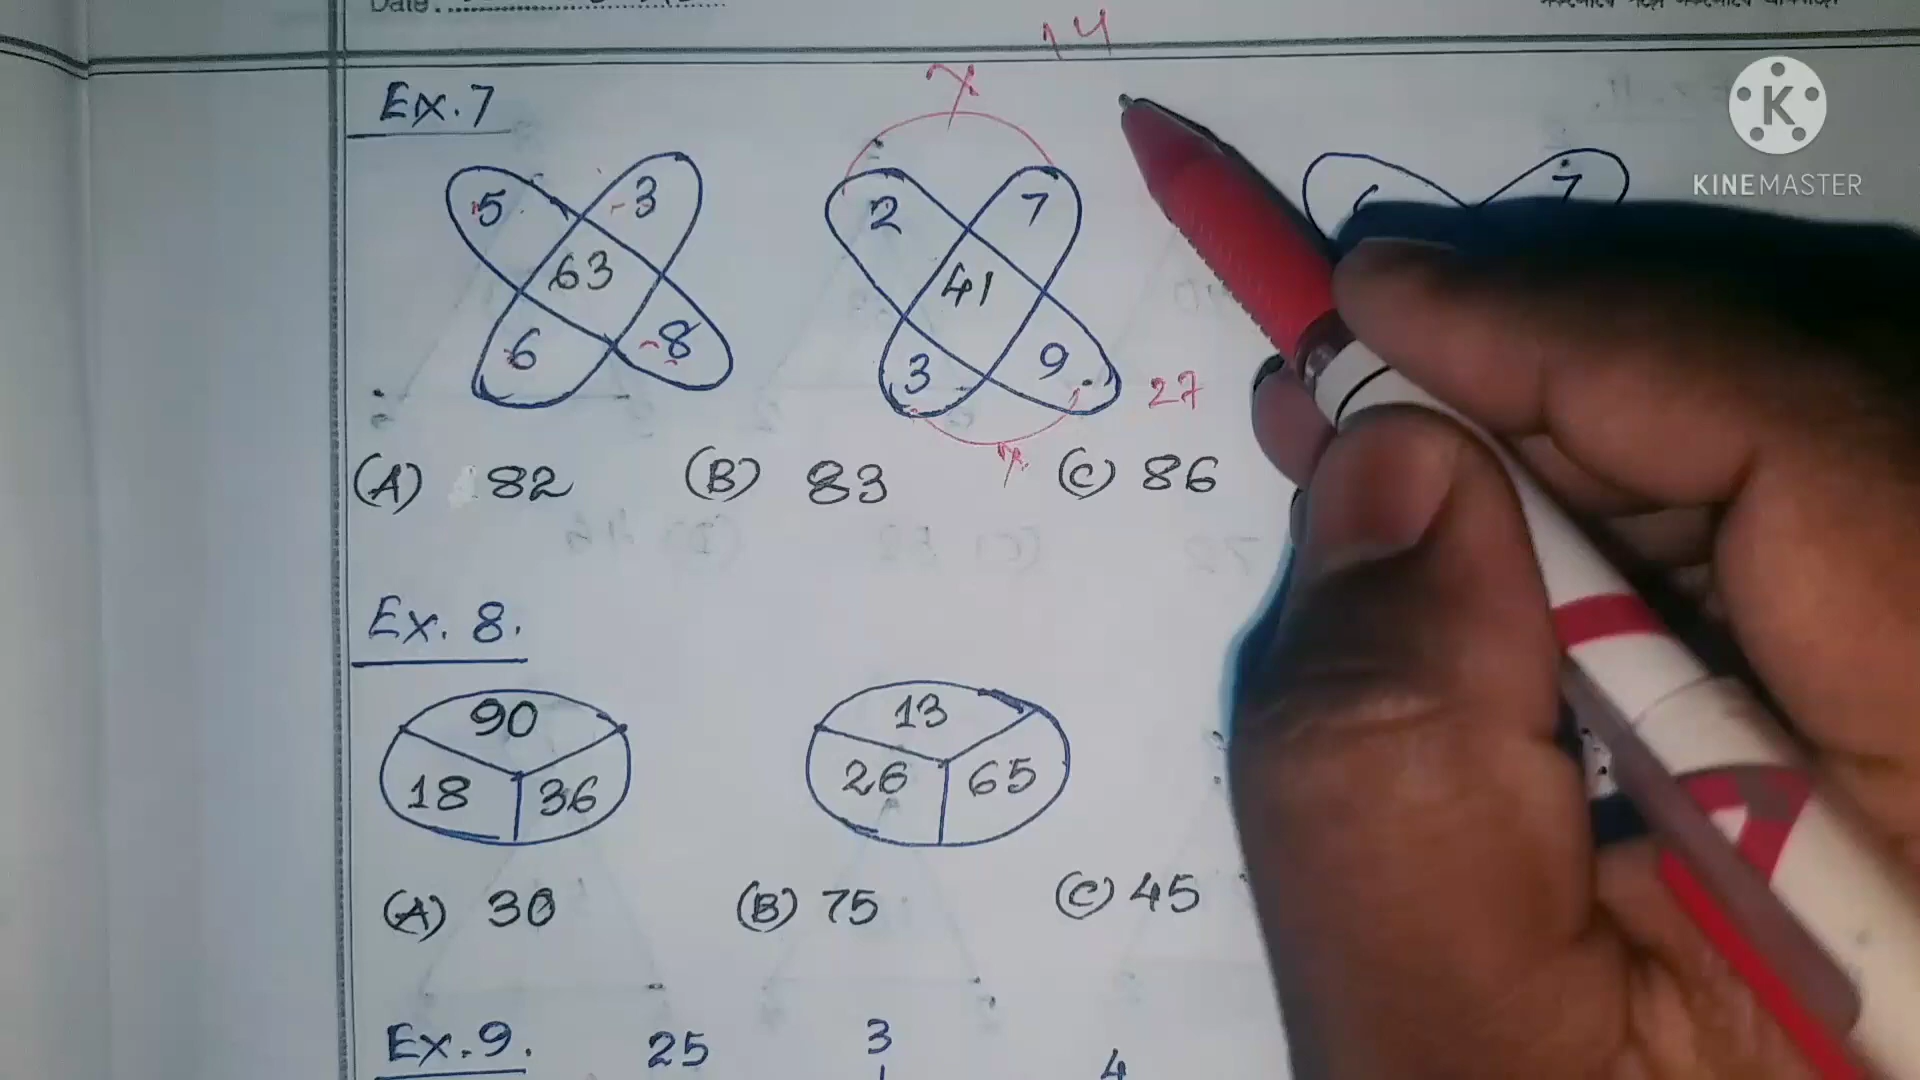 Date
14
x
Ex.7
5 3 2 7 7
63 41
6 8 3 9 27
x
(A) 82 (B) 83 (C) 86
Ex. 8.
90 13
18 36 26 65
(A) 30 (B) 75 (C) 45
Ex.9. 25 3 4
K
KINEMASTER